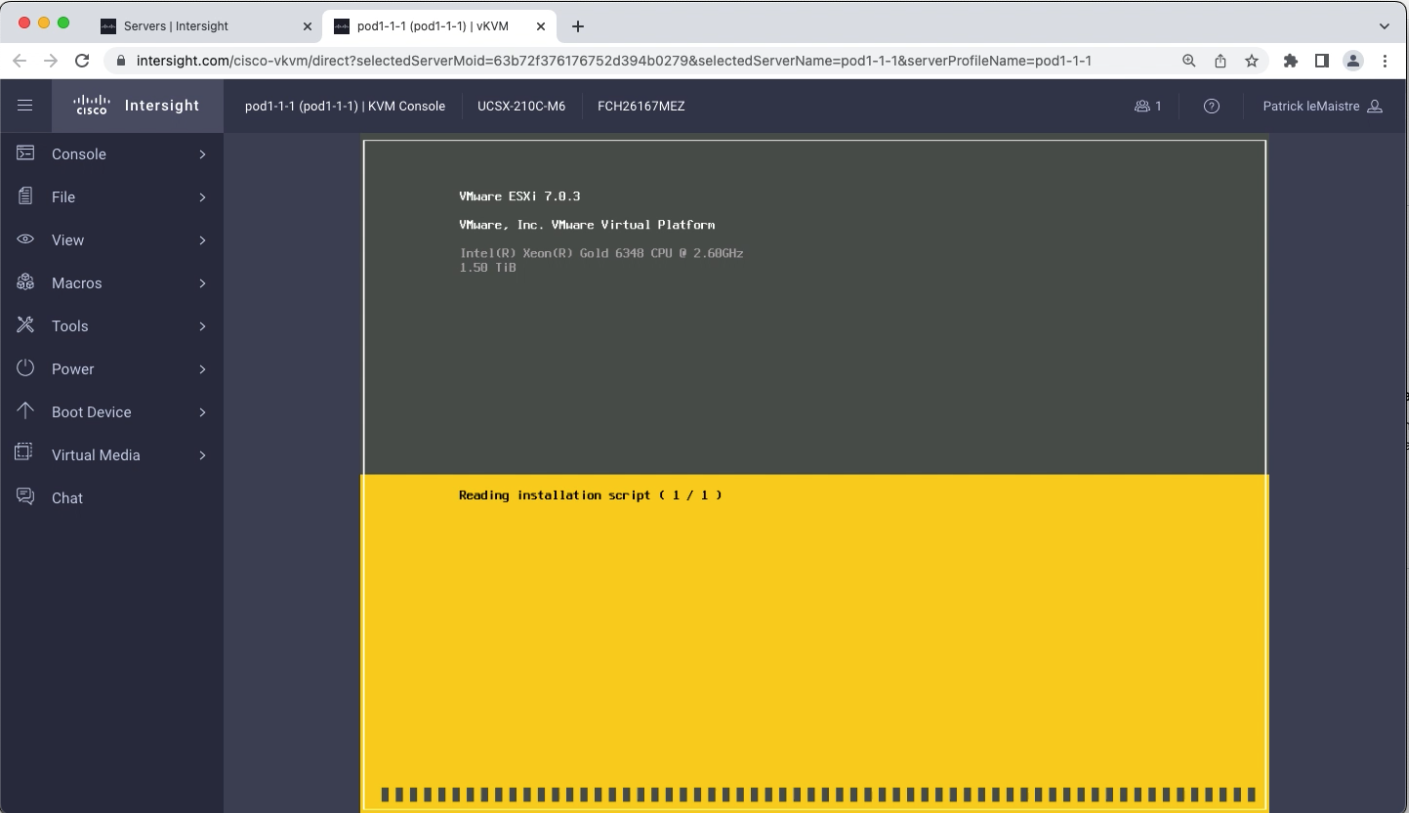 Servers | Intersight
pod1-1-1 (pod1-1-1) | vKVM
intersight.com/cisco-vkvm/direct?selectedServerMoid=63b72f376176752d394b0279&selectedServerName=pod1-1-1&serverProfileName=pod1-1-1
cisco Intersight
pod1-1-1 (pod1-1-1) | KVM Console
UCSX-210C-M6
FCH26167MEZ
1
Patrick leMaistre
Console
File
View
Macros
Tools
Power
Boot Device
Virtual Media
Chat
VMware ESXi 7.0.3
VMware, Inc. VMware Virtual Platform
Intel(R) Xeon(R) Gold 6348 CPU @ 2.60GHz
1.50 TiB
Reading installation script ( 1 / 1 )